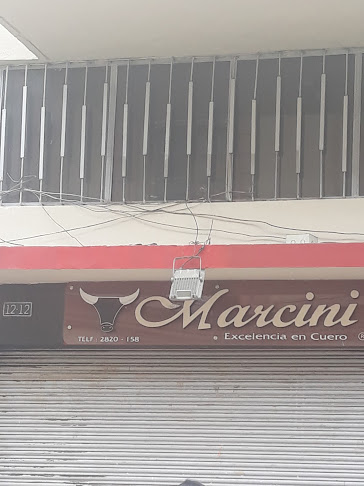 12-12
Marcini
Excelencia en Cuero ®
TELF: 2820 - 158